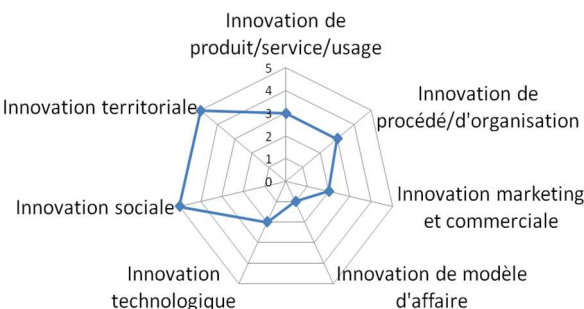 Innovation de
produit/service/usage
5
4
3
2
1
0
Innovation de
procédé/d'organisation
Innovation marketing
et commerciale
Innovation de modèle
d'affaire
Innovation
technologique
Innovation sociale
Innovation territoriale